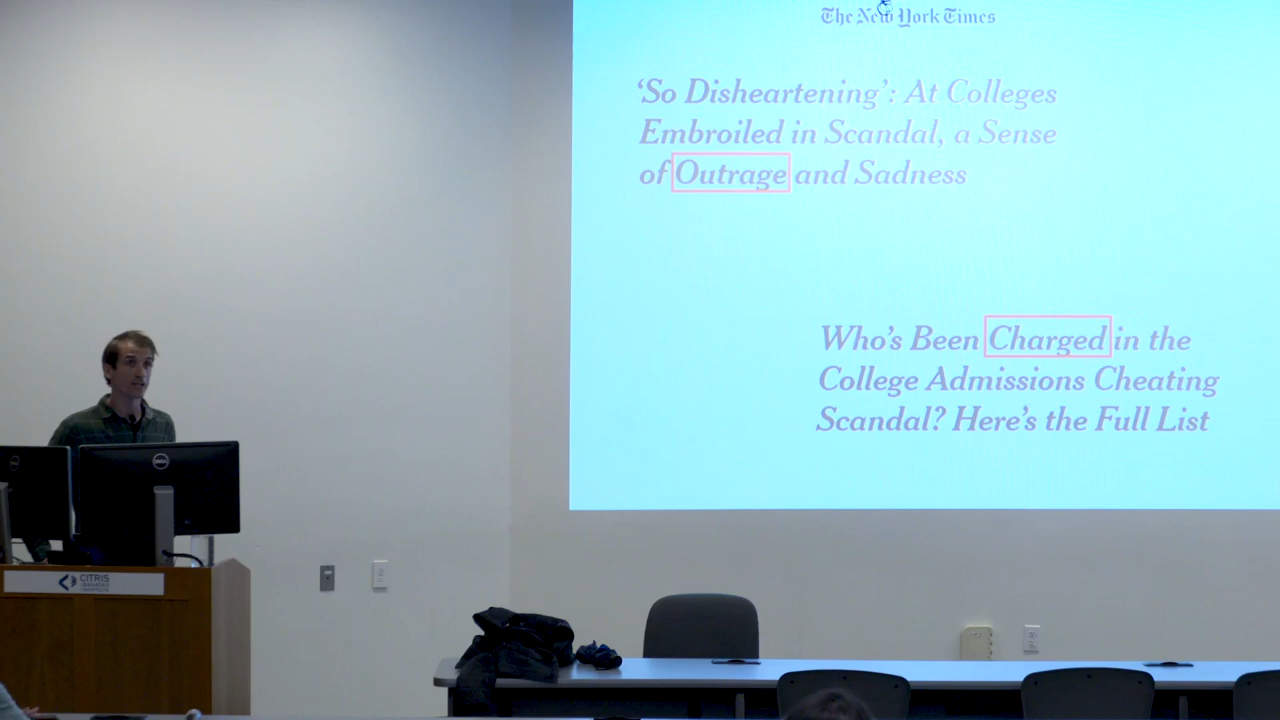 The New York Times
‘So Disheartening’: At Colleges
Embroiled in Scandal, a Sense
of Outrage and Sadness
Who’s Been Charged in the
College Admissions Cheating
Scandal? Here’s the Full List
DELL
CITRIS